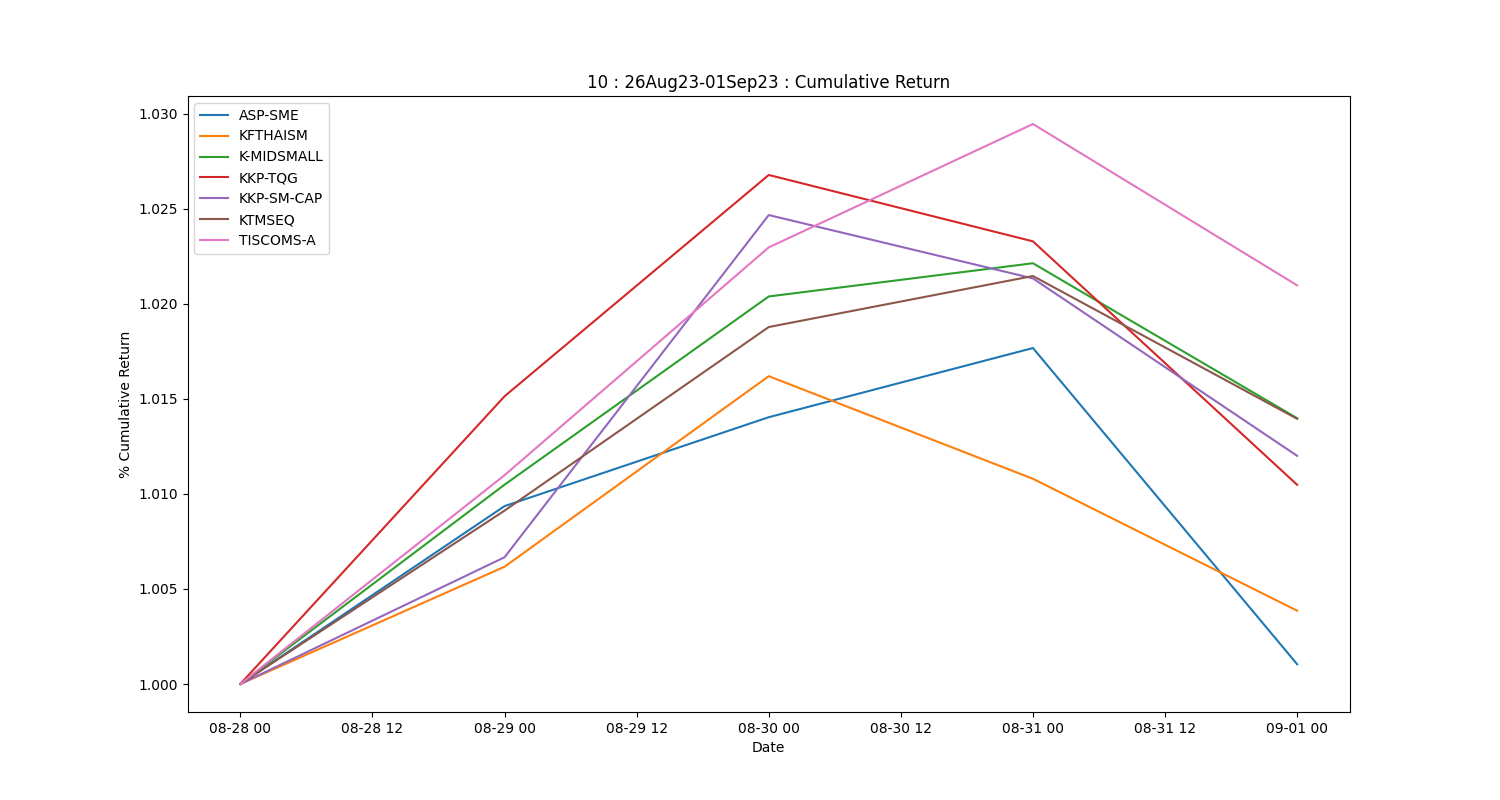 10 : 26Aug23-01Sep23 : Cumulative Return
ASP-SME
KFTHAISM
K-MIDSMALL
KKP-TQG
KKP-SM-CAP
KTMSEQ
TISCOMS-A
% Cumulative Return
1.030
1.025
1.020
1.015
1.010
1.005
1.000
08-28 00 08-28 12 08-29 00 08-29 12 08-30 00 08-30 12 08-31 00 08-31 12 09-01 00
Date